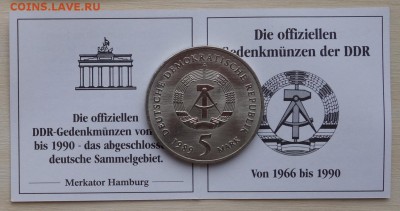 coins.lave.ru
Die offiziellen
DDR-Gedenkmünzen von
bis 1990 - das abgeschloss
deutsche Sammelgebiet.
Merkator Hamburg
DEUTSCHE DEMOKRATISCHE REPUBLIK
5
MARK
Die offiziellen
Gedenkmünzen der DDR
Von 1966 bis 1990